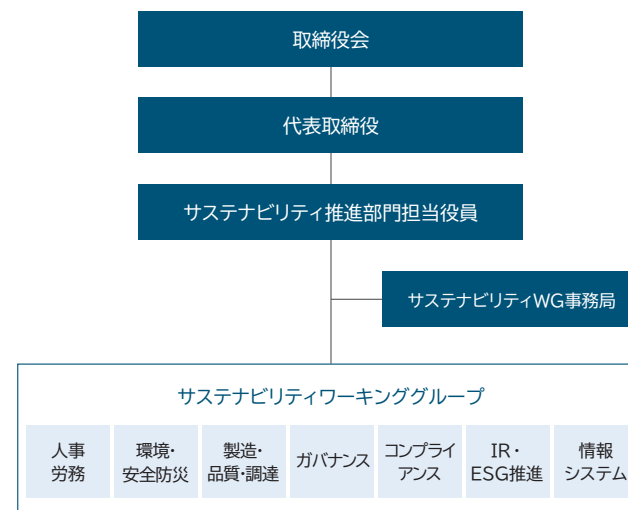 取締役会
代表取締役
サステナビリティ推進部門担当役員
サステナビリティWG事務局
サステナビリティワーキンググループ
人事
労務
環境・
安全防災
製造・
品質・調達
ガバナンス
コンプライ
アンス
IR・
ESG推進
情報
システム